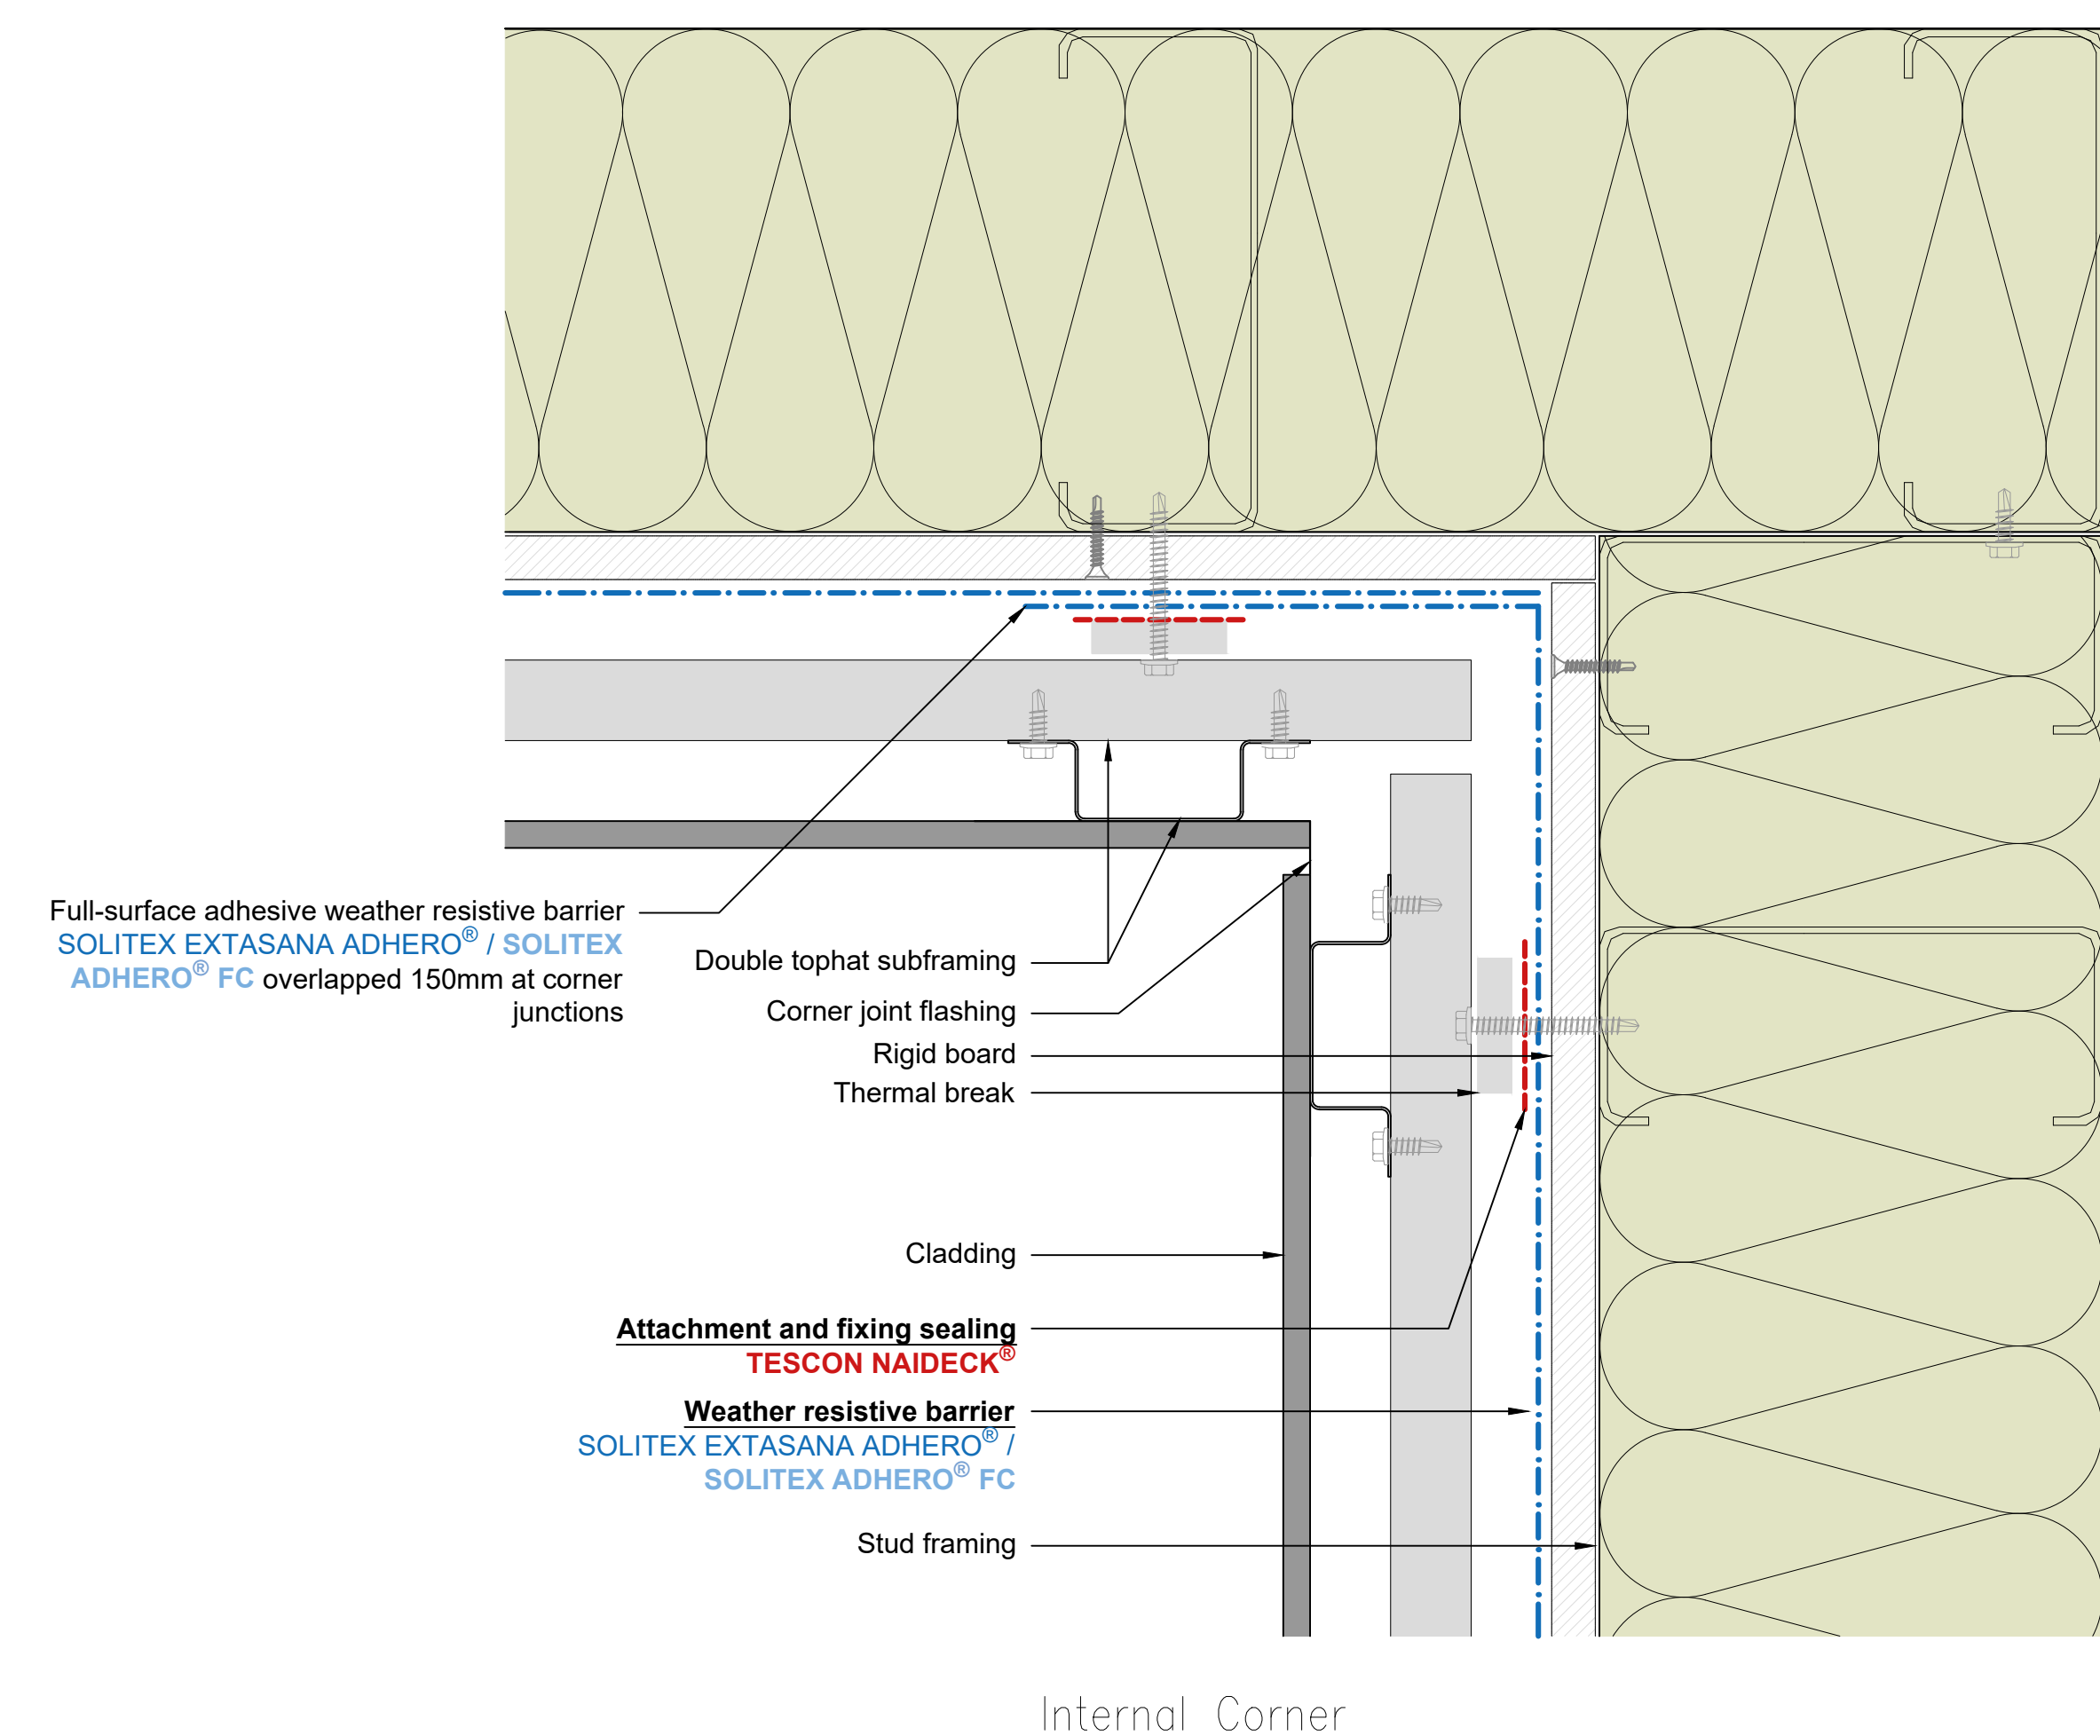 Full-surface adhesive weather resistive barrier
SOLITEX EXTASANA ADHERO® / SOLITEX
ADHERO® FC overlapped 150mm at corner
junctions
Double tophat subframing
Corner joint flashing
Rigid board
Thermal break
Cladding
Attachment and fixing sealing
TESCON NAIDECK®
Weather resistive barrier
SOLITEX EXTASANA ADHERO® /
SOLITEX ADHERO® FC
Stud framing
Internal Corner